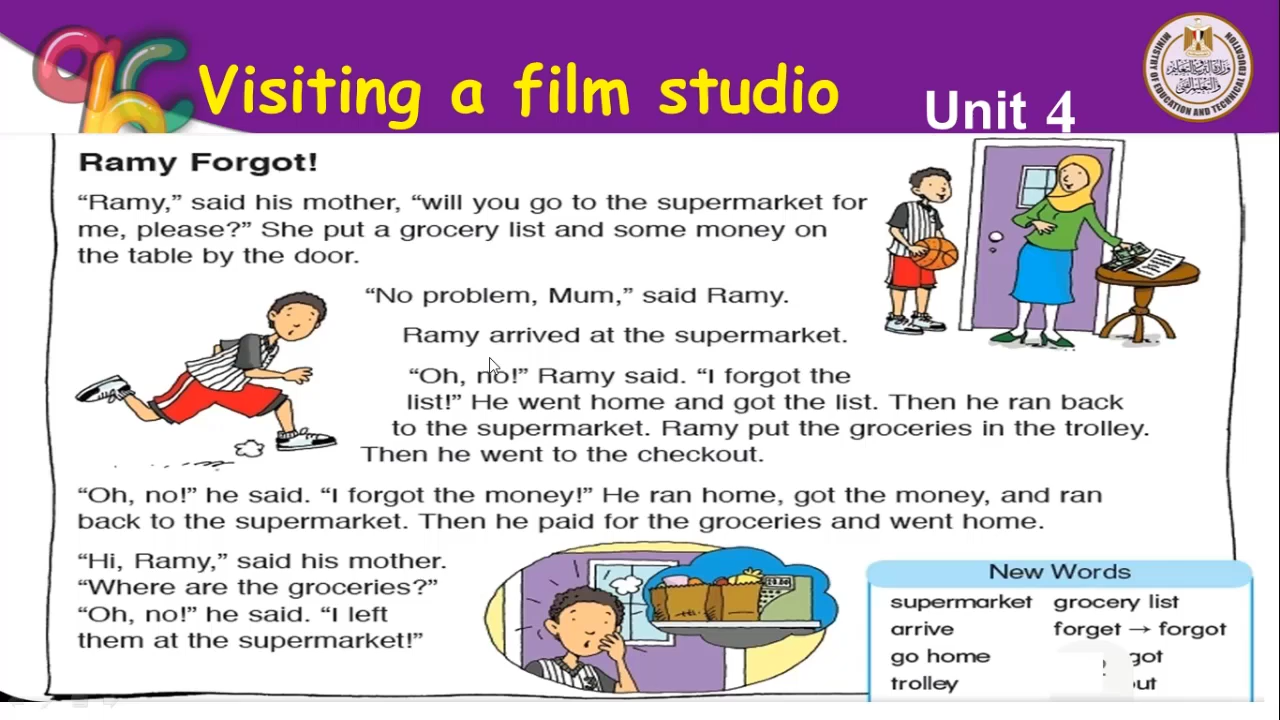 Visiting a film studio
Unit 4
MINISTRY OF EDUCATION AND TECHNICAL EDUCATION
Ramy Forgot!
“Ramy,” said his mother, “will you go to the supermarket for
me, please?” She put a grocery list and some money on
the table by the door.
“No problem, Mum,” said Ramy.
Ramy arrived at the supermarket.
“Oh, no!” Ramy said. “I forgot the
list!” He went home and got the list. Then he ran back
to the supermarket. Ramy put the groceries in the trolley.
Then he went to the checkout.
“Oh, no!” he said. “I forgot the money!” He ran home, got the money, and ran
back to the supermarket. Then he paid for the groceries and went home.
“Hi, Ramy,” said his mother.
“Where are the groceries?”
“Oh, no!” he said. “I left
them at the supermarket!”
New Words
supermarket grocery list
arrive forget → forgot
go home got
trolley